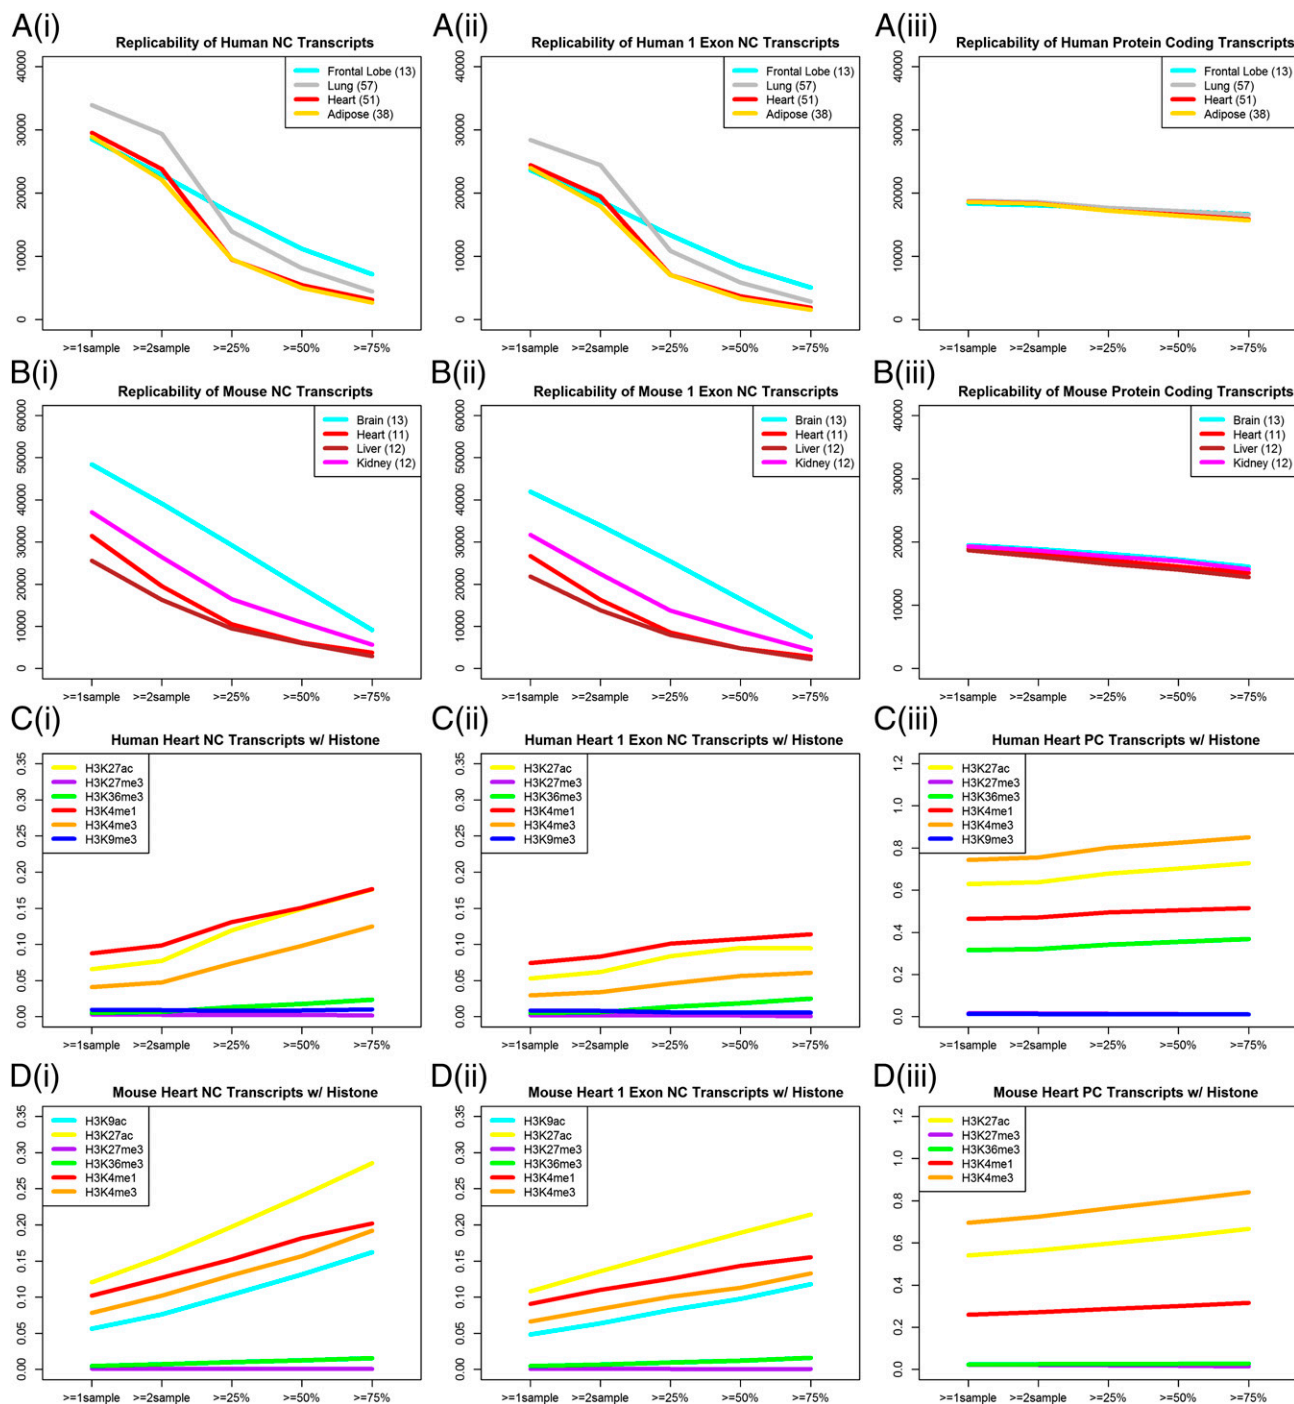 A(i)
Replicability of Human NC Transcripts
40000
30000
20000
10000
0
Frontal Lobe (13)
Lung (57)
Heart (51)
Adipose (38)
>=1sample >=2sample >=25% >=50% >=75%
A(ii)
Replicability of Human 1 Exon NC Transcripts
40000
30000
20000
10000
0
Frontal Lobe (13)
Lung (57)
Heart (51)
Adipose (38)
>=1sample >=2sample >=25% >=50% >=75%
A(iii)
Replicability of Human Protein Coding Transcripts
40000
30000
20000
10000
0
Frontal Lobe (13)
Lung (57)
Heart (51)
Adipose (38)
>=1sample >=2sample >=25% >=50% >=75%
B(i)
Replicability of Mouse NC Transcripts
60000
50000
40000
30000
20000
10000
0
Brain (13)
Heart (11)
Liver (12)
Kidney (12)
>=1sample >=2sample >=25% >=50% >=75%
B(ii)
Replicability of Mouse 1 Exon NC Transcripts
60000
50000
40000
30000
20000
10000
0
Brain (13)
Heart (11)
Liver (12)
Kidney (12)
>=1sample >=2sample >=25% >=50% >=75%
B(iii)
Replicability of Mouse Protein Coding Transcripts
40000
30000
20000
10000
0
Brain (13)
Heart (11)
Liver (12)
Kidney (12)
>=1sample >=2sample >=25% >=50% >=75%
C(i)
Human Heart NC Transcripts w/ Histone
0.35
0.30
0.25
0.20
0.15
0.10
0.05
0.00
H3K27ac
H3K27me3
H3K36me3
H3K4me1
H3K4me3
H3K9me3
>=1sample >=2sample >=25% >=50% >=75%
C(ii)
Human Heart 1 Exon NC Transcripts w/ Histone
0.35
0.30
0.25
0.20
0.15
0.10
0.05
0.00
H3K27ac
H3K27me3
H3K36me3
H3K4me1
H3K4me3
H3K9me3
>=1sample >=2sample >=25% >=50% >=75%
C(iii)
Human Heart PC Transcripts w/ Histone
1.2
1.0
0.8
0.6
0.4
0.2
0.0
H3K27ac
H3K27me3
H3K36me3
H3K4me1
H3K4me3
H3K9me3
>=1sample >=2sample >=25% >=50% >=75%
D(i)
Mouse Heart NC Transcripts w/ Histone
0.35
0.30
0.25
0.20
0.15
0.10
0.05
0.00
H3K9ac
H3K27ac
H3K27me3
H3K36me3
H3K4me1
H3K4me3
>=1sample >=2sample >=25% >=50% >=75%
D(ii)
Mouse Heart 1 Exon NC Transcripts w/ Histone
0.35
0.30
0.25
0.20
0.15
0.10
0.05
0.00
H3K9ac
H3K27ac
H3K27me3
H3K36me3
H3K4me1
H3K4me3
>=1sample >=2sample >=25% >=50% >=75%
D(iii)
Mouse Heart PC Transcripts w/ Histone
1.2
1.0
0.8
0.6
0.4
0.2
0.0
H3K27ac
H3K27me3
H3K36me3
H3K4me1
H3K4me3
>=1sample >=2sample >=25% >=50% >=75%